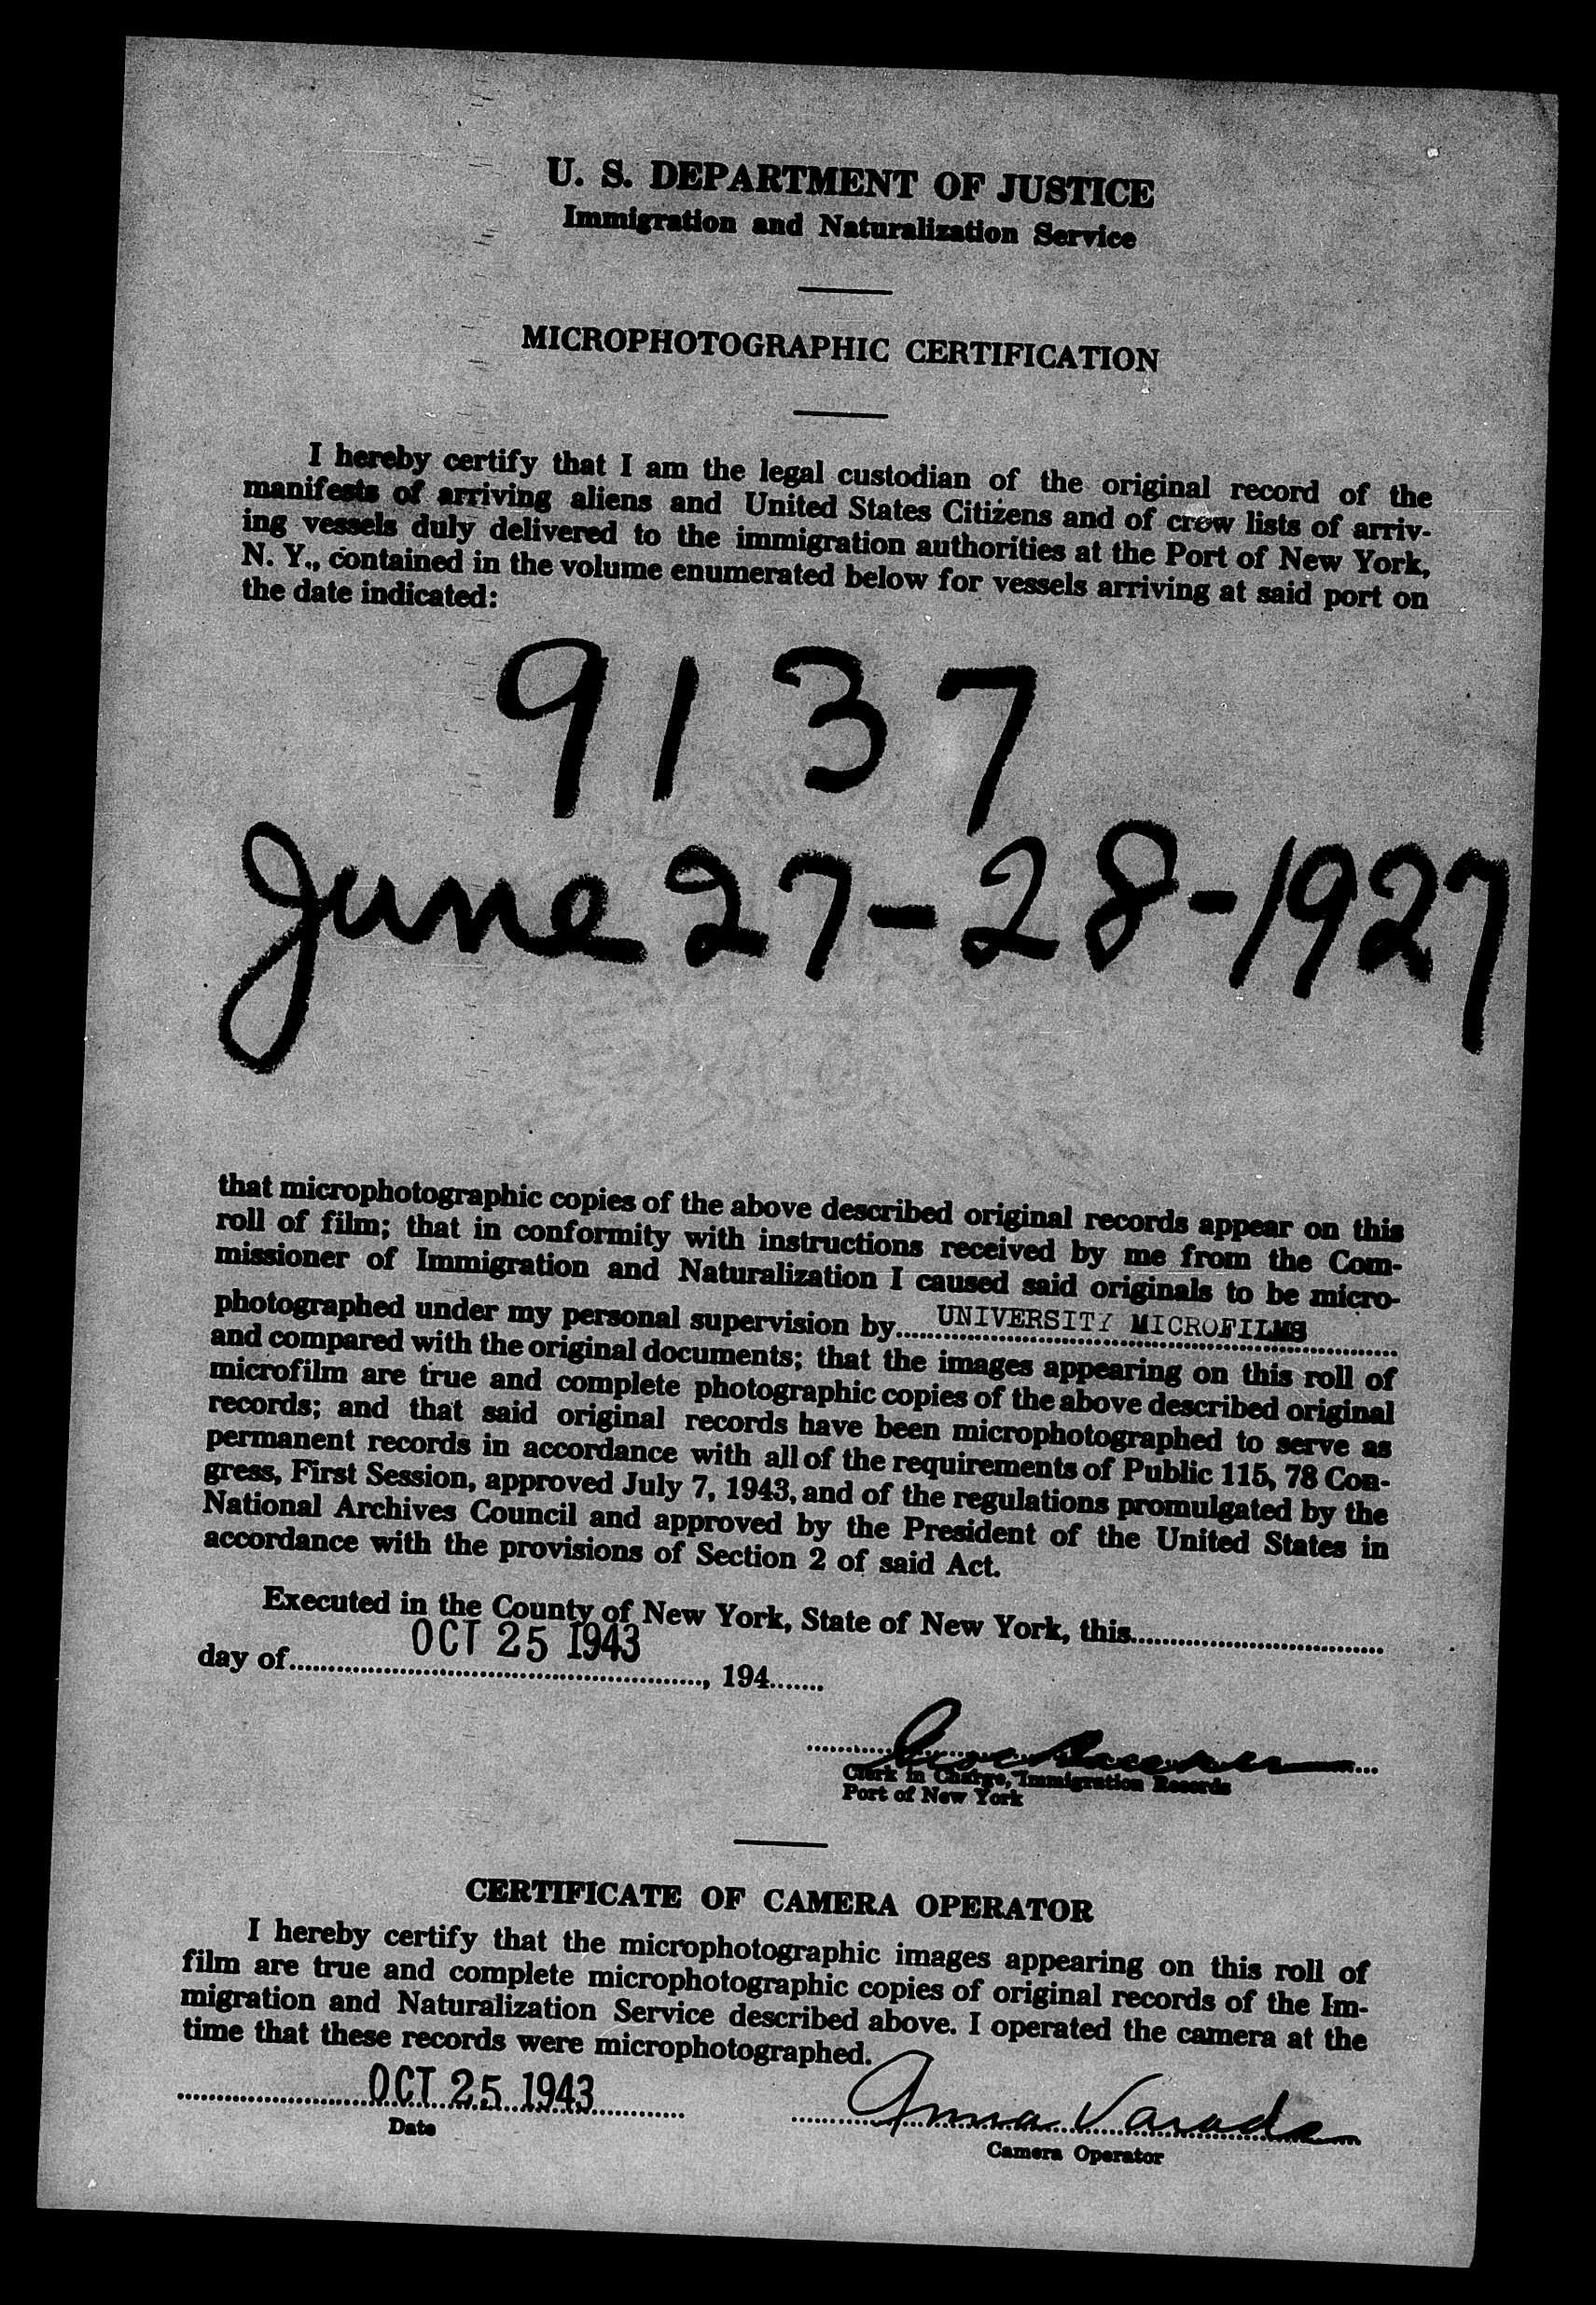 U. S. DEPARTMENT OF JUSTICE
Immigration and Naturalization Service
MICROPHOTOGRAPHIC CERTIFICATION
I hereby certify that I am the legal custodian of the original record of the
manifests of arriving aliens and United States Citizens and of crew lists of arriv-
ing vessels duly delivered to the immigration authorities at the Port of New York,
N. Y., contained in the volume enumerated below for vessels arriving at said port on
the date indicated:
9137
June 27-28-1927
that microphotographic copies of the above described original records appear on this
roll of film; that in conformity with instructions received by me from the Com-
missioner of Immigration and Naturalization I caused said originals to be micro-
photographed under my personal supervision by UNIVERSITY MICROFILMS
and compared with the original documents; that the images appearing on this roll of
microfilm are true and complete photographic copies of the above described original
records; and that said original records have been microphotographed to serve as
permanent records in accordance with all of the requirements of Public 115, 78 Con-
gress, First Session, approved July 7, 1943, and of the regulations promulgated by the
National Archives Council and approved by the President of the United States in
accordance with the provisions of Section 2 of said Act.
Executed in the County of New York, State of New York, this
day of OCT 25 1943, 194
Clerk in Charge, Immigration Records
Port of New York
CERTIFICATE OF CAMERA OPERATOR
I hereby certify that the microphotographic images appearing on this roll of
film are true and complete microphotographic copies of original records of the Im-
migration and Naturalization Service described above. I operated the camera at the
time that these records were microphotographed.
OCT 25 1943 Anna
Date
Camera Operator